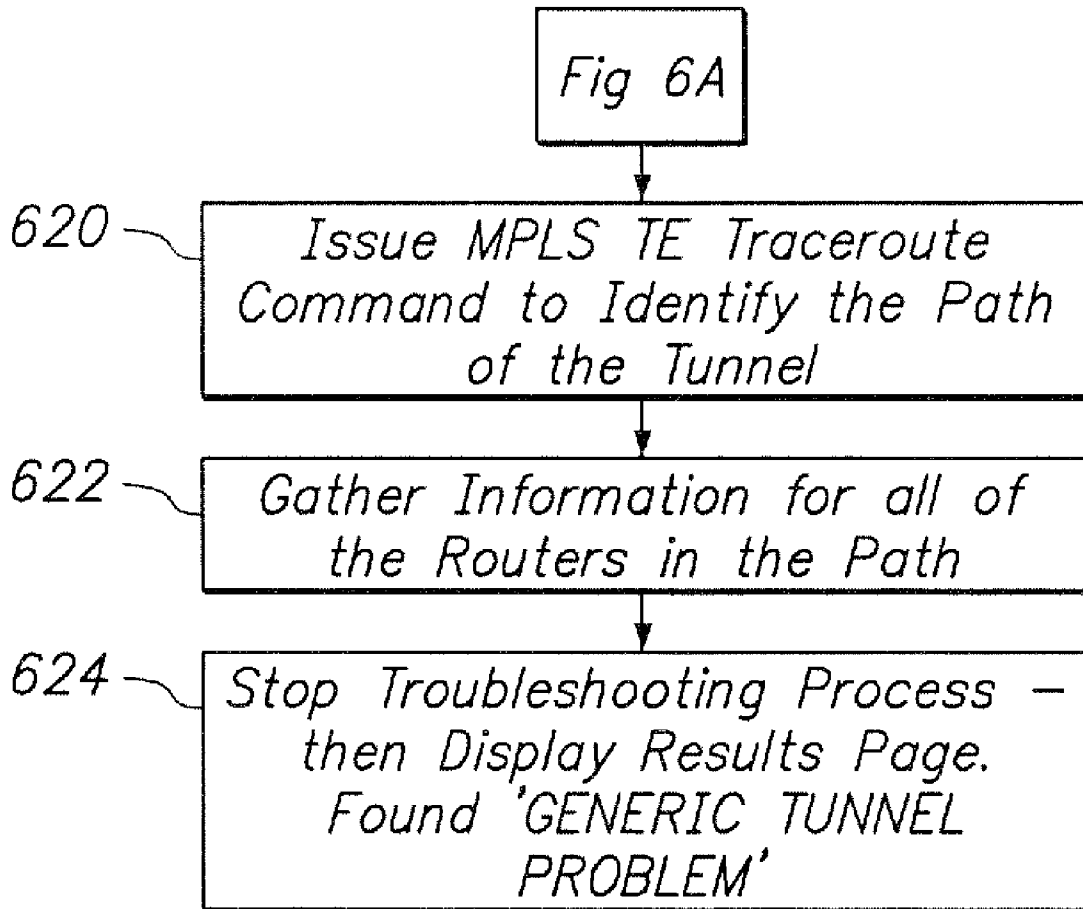 Fig 6A
620
Issue MPLS TE Traceroute
Command to Identify the Path
of the Tunnel
622
Gather Information for all of
the Routers in the Path
624
Stop Troubleshooting Process –
then Display Results Page.
Found 'GENERIC TUNNEL
PROBLEM'